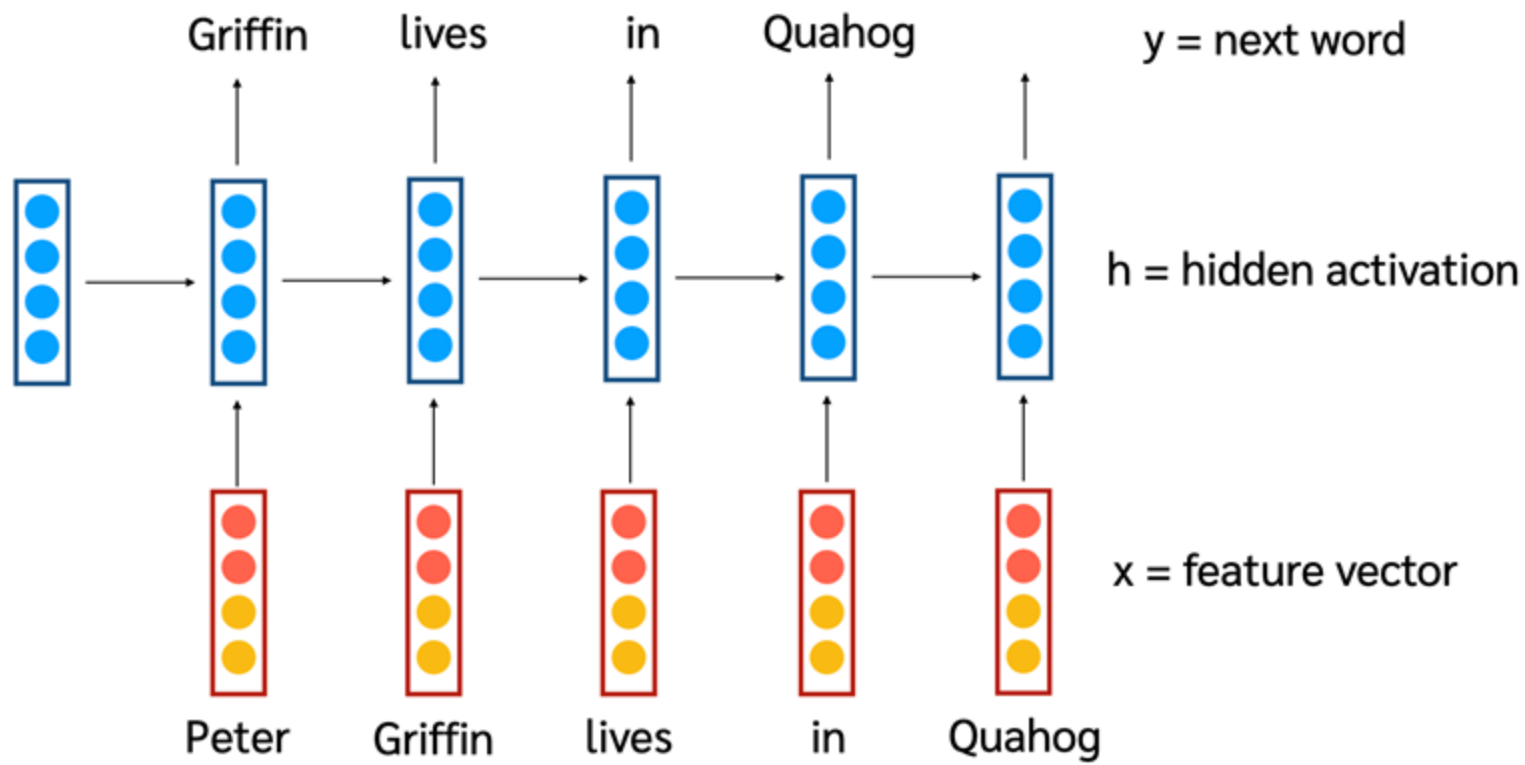 Griffin lives in Quahog y = next word
h = hidden activation
x = feature vector
Peter Griffin lives in Quahog